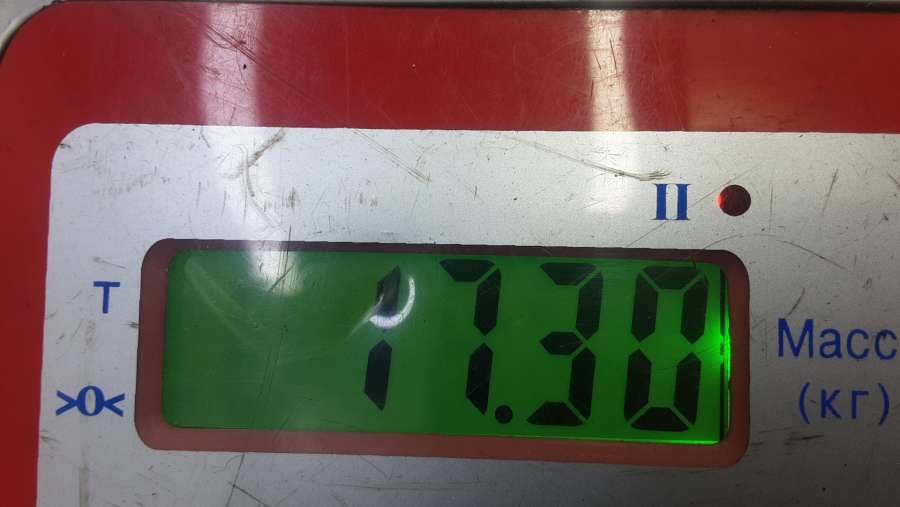 II
T
17.30
Масс
>0<
(кг)